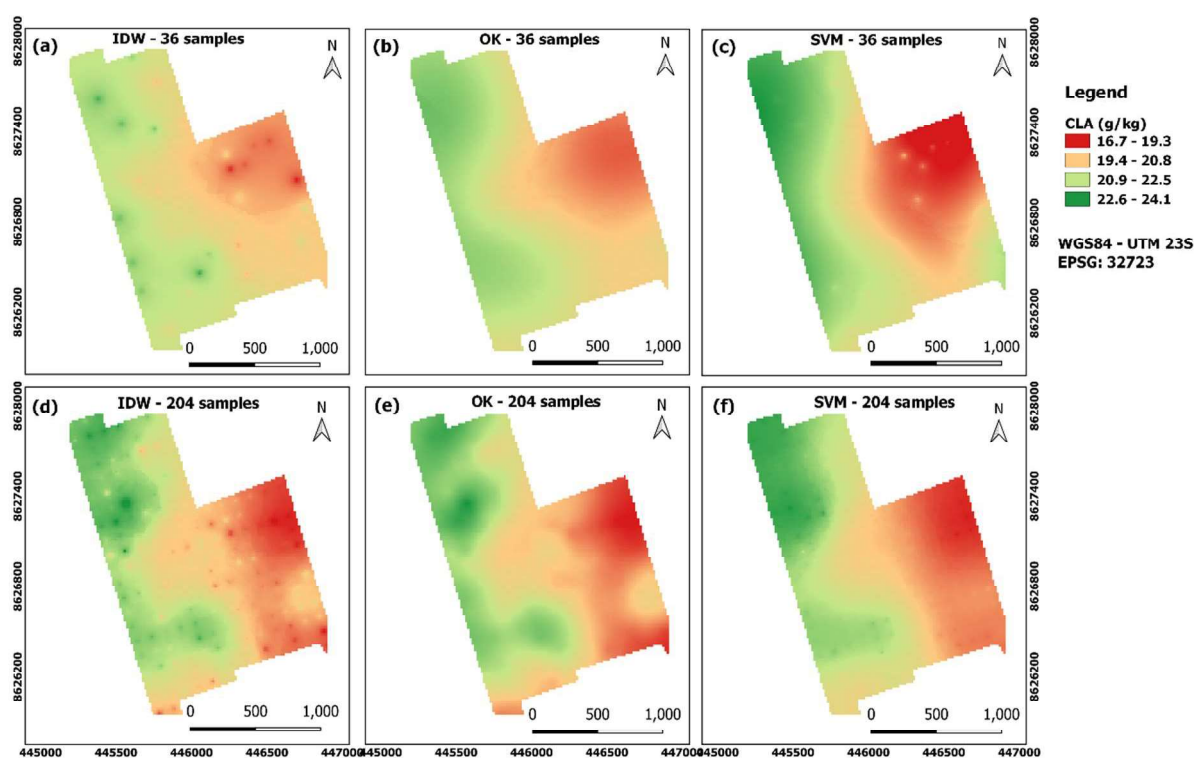 (a) IDW - 36 samples
N
(b) OK - 36 samples
N
(c) SVM - 36 samples
N
8628000
8627400
8626800
8626200
8628000
8627400
8626800
8626200
0 500 1,000
0 500 1,000
0 500 1,000
Legend
CLA (g/kg)
16.7 - 19.3
19.4 - 20.8
20.9 - 22.5
22.6 - 24.1
WGS84 - UTM 23S
EPSG: 32723
(d) IDW - 204 samples
N
(e) OK - 204 samples
N
(f) SVM - 204 samples
N
8628000
8627400
8626800
8626200
8628000
8627400
8626800
8626200
0 500 1,000
0 500 1,000
0 500 1,000
445000 445500 446000 446500 447000
445500 446000 446500
445500 446000 446500 447000